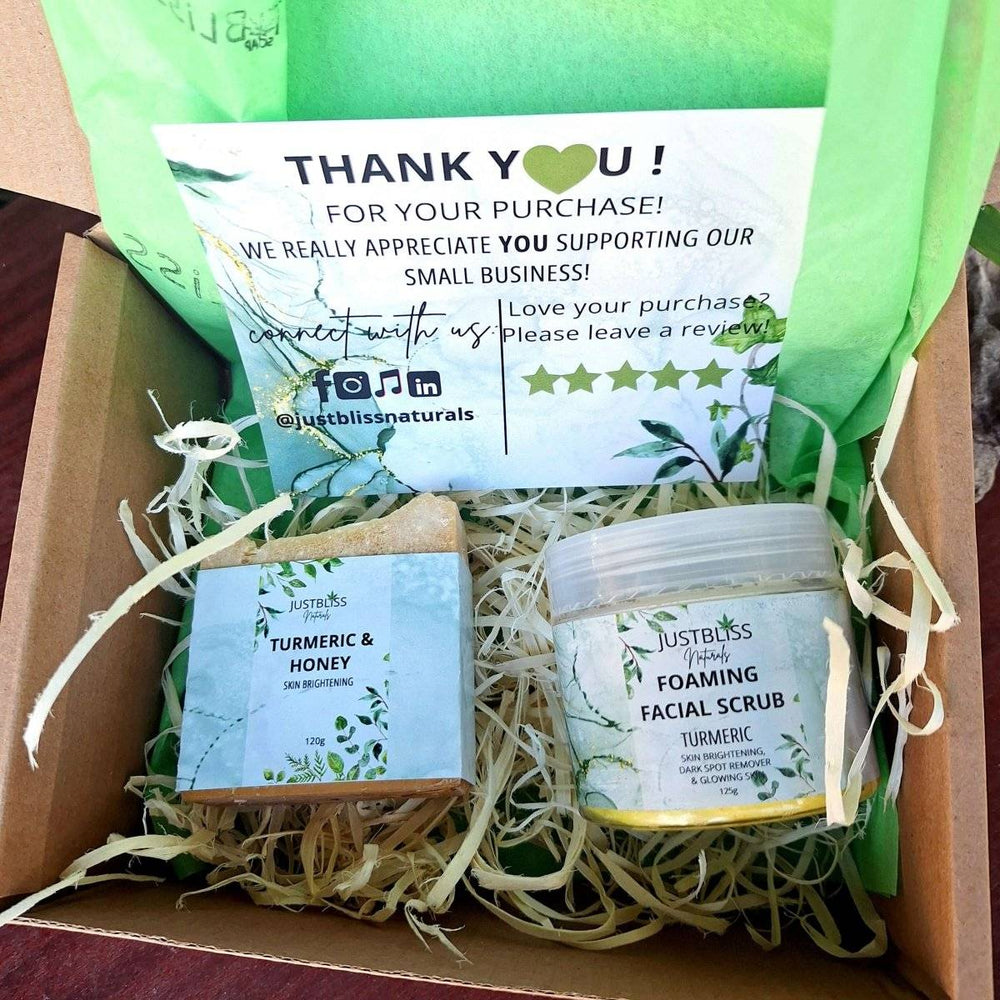 THANK Y U !
FOR YOUR PURCHASE!
WE REALLY APPRECIATE YOU SUPPORTING OUR
SMALL BUSINESS!
connect with us:
@justblissnaturals
Love your purchase?
Please leave a review!
JUSTBLISS
Naturals
TURMERIC &
HONEY
SKIN BRIGHTENING
120g
JUSTBLISS
Naturals
FOAMING
FACIAL SCRUB
TURMERIC
SKIN BRIGHTENING,
DARK SPOT REMOVER
& GLOWING SKIN
125g